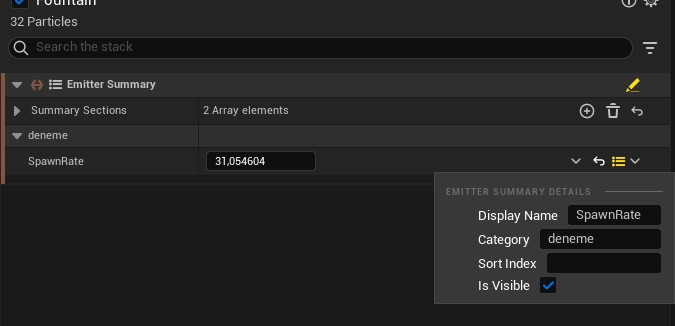 Fountain
32 Particles
Search the stack
Emitter Summary
Summary Sections 2 Array elements
deneme
SpawnRate 31,054604
EMITTER SUMMARY DETAILS
Display Name SpawnRate
Category deneme
Sort Index
Is Visible